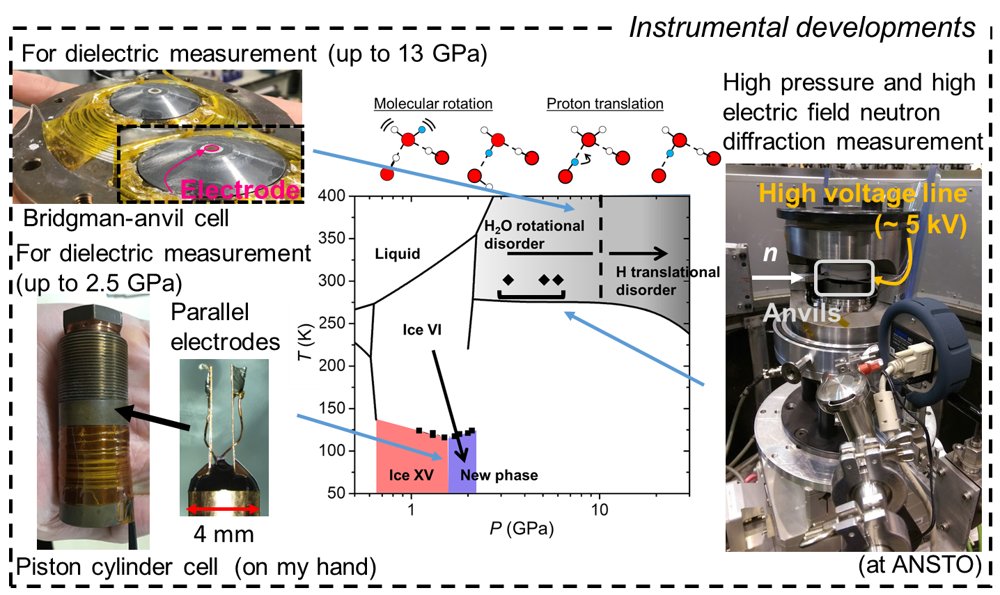 Instrumental developments
For dielectric measurement (up to 13 GPa)
Electrode
Bridgman-anvil cell
For dielectric measurement
(up to 2.5 GPa)
Parallel
electrodes
4 mm
Piston cylinder cell (on my hand)
Molecular rotation
Proton translation
400
350
300
250
200
150
100
50
T (K)
Liquid
H2O rotational
disorder
H translational
disorder
Ice VI
Ice XV
New phase
1
10
P (GPa)
High pressure and high
electric field neutron
diffraction measurement
High voltage line
(~ 5 kV)
n
Anvils
(at ANSTO)